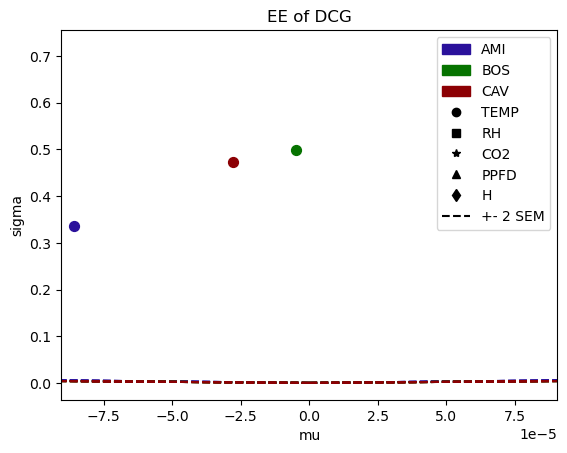 EE of DCG
AMI
BOS
CAV
TEMP
RH
CO2
PPFD
H
+- 2 SEM
sigma
0.7
0.6
0.5
0.4
0.3
0.2
0.1
0.0
−7.5
−5.0
−2.5
0.0
2.5
5.0
7.5
1e−5
mu